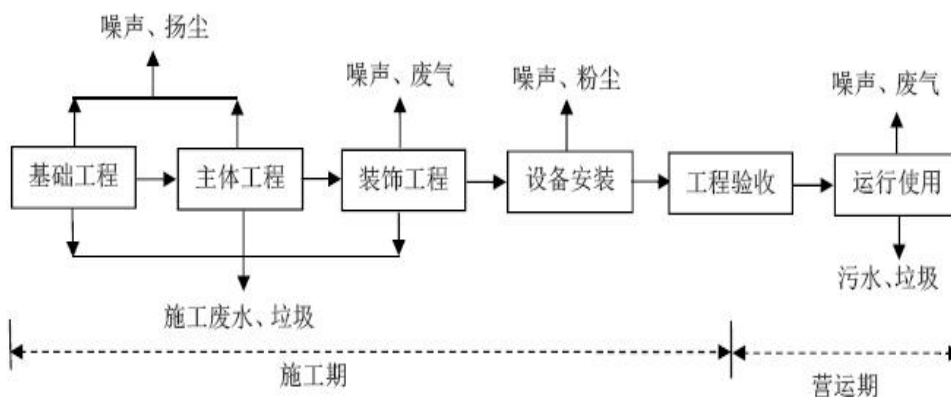 噪声、扬尘
噪声、废气
噪声、粉尘
噪声、废气
基础工程
主体工程
装饰工程
设备安装
工程验收
运行使用
施工废水、垃圾
污水、垃圾
施工期
营运期